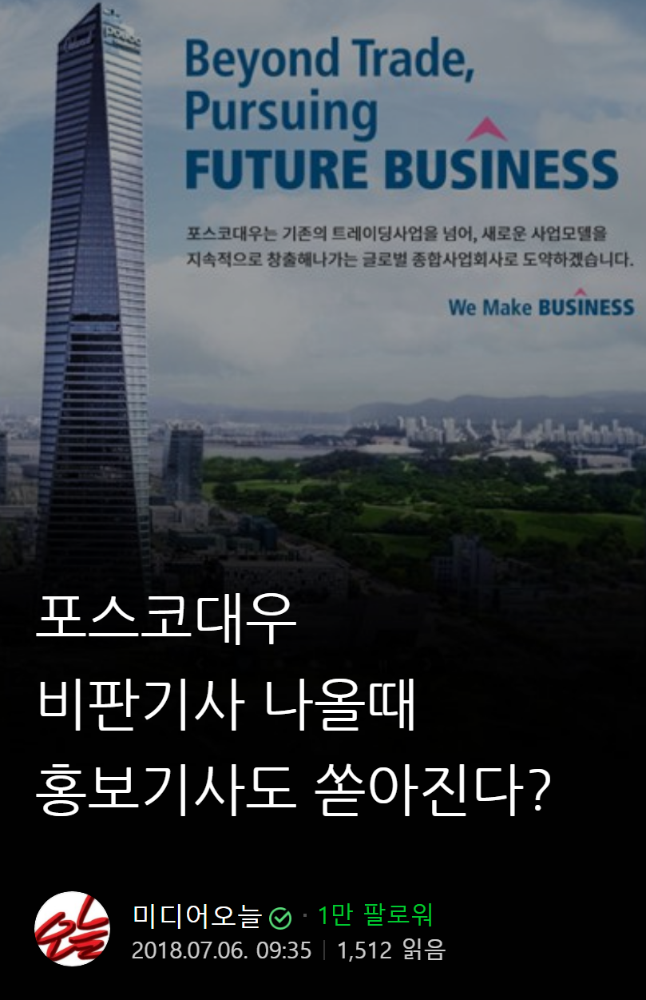 posco
Beyond Trade,
Pursuing
FUTURE BUSINESS
포스코대우는 기존의 트레이딩사업을 넘어, 새로운 사업모델을
지속적으로 창출해나가는 글로벌 종합사업회사로 도약하겠습니다.
We Make BUSINESS
포스코대우
비판기사 나올때
홍보기사도 쏟아진다?
오늘
미디어오늘 · 1만 팔로워
2018.07.06. 09:35 | 1,512 읽음